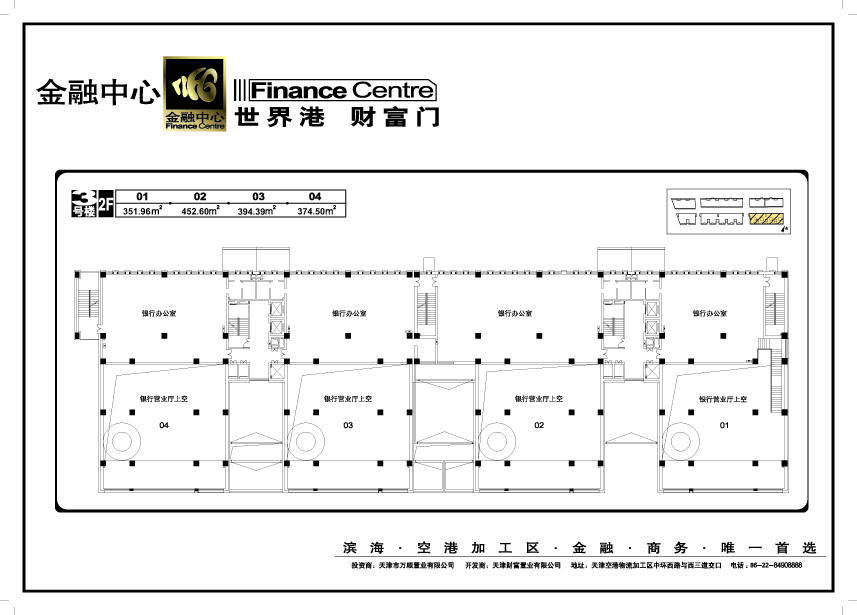 金融中心
金融中心
Finance Centre
Finance Centre
世界港 财富门
3号楼 2F
01 02 03 04
351.96m² 452.60m² 394.39m² 374.50m²
银行办公室 银行办公室 银行办公室 银行办公室
银行营业厅上空 银行营业厅上空 银行营业厅上空 银行营业厅上空
04 03 02 01
滨海·空港加工区·金融·商务·唯一首选
投资商：天津市万顺置业有限公司 开发商：天津财富置业有限公司 地址：天津空港物流加工区中环西路与西三道交口 电话：86-22-84908888